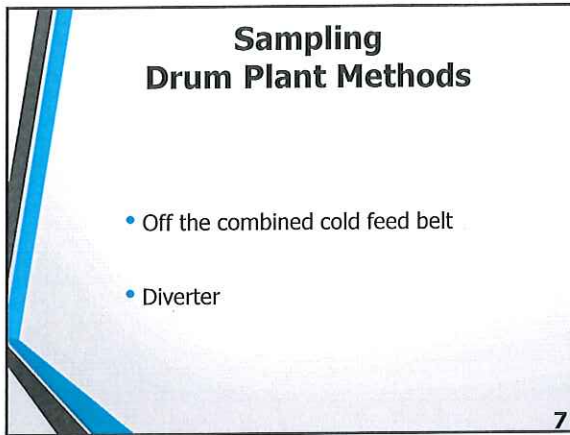 Sampling
Drum Plant Methods
• Off the combined cold feed belt
• Diverter
7